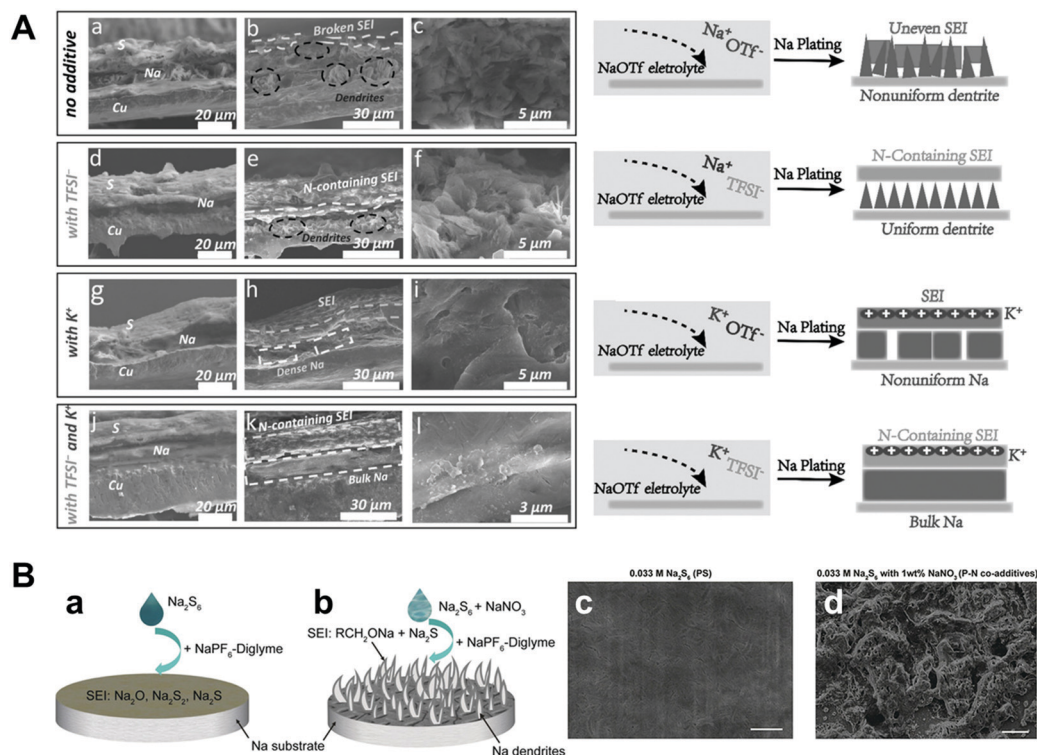 A
no additive
a
S
Na
Cu
20 μm
b
Broken SEI
Dendrites
30 μm
c
5 μm
Na⁺
OTf⁻
NaOTf eletrolyte
Na Plating
Uneven SEI
Nonuniform dentrite
with TFSI⁻
d
S
Na
Cu
20 μm
e
N-containing SEI
Dendrites
30 μm
f
5 μm
Na⁺
TFSI⁻
NaOTf eletrolyte
Na Plating
N-Containing SEI
Uniform dentrite
with K⁺
g
S
Na
Cu
20 μm
h
SEI
Dense Na
30 μm
i
5 μm
K⁺
OTf⁻
NaOTf eletrolyte
Na Plating
SEI
+ + + + + + + +
K⁺
Nonuniform Na
with TFSI⁻ and K⁺
j
S
Na
Cu
20 μm
k
N-containing SEI
Bulk Na
30 μm
l
3 μm
K⁺
TFSI⁻
NaOTf eletrolyte
Na Plating
N-Containing SEI
+ + + + + + + +
K⁺
Bulk Na
B
a
Na₂S₆
+ NaPF₆-Diglyme
SEI: Na₂O, Na₂S₂, Na₂S
Na substrate
b
Na₂S₆ + NaNO₃
SEI: RCH₂ONa + Na₂S
+ NaPF₆-Diglyme
Na dendrites
0.033 M Na₂S₆ (PS)
c
0.033 M Na₂S₆ with 1wt% NaNO₃ (P-N co-additives)
d